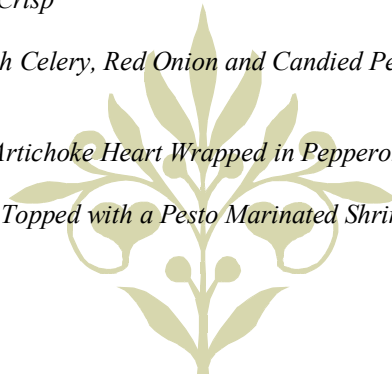 Crisp
h Celery, Red Onion and Candied Pe
Artichoke Heart Wrapped in Peppero
Topped with a Pesto Marinated Shri